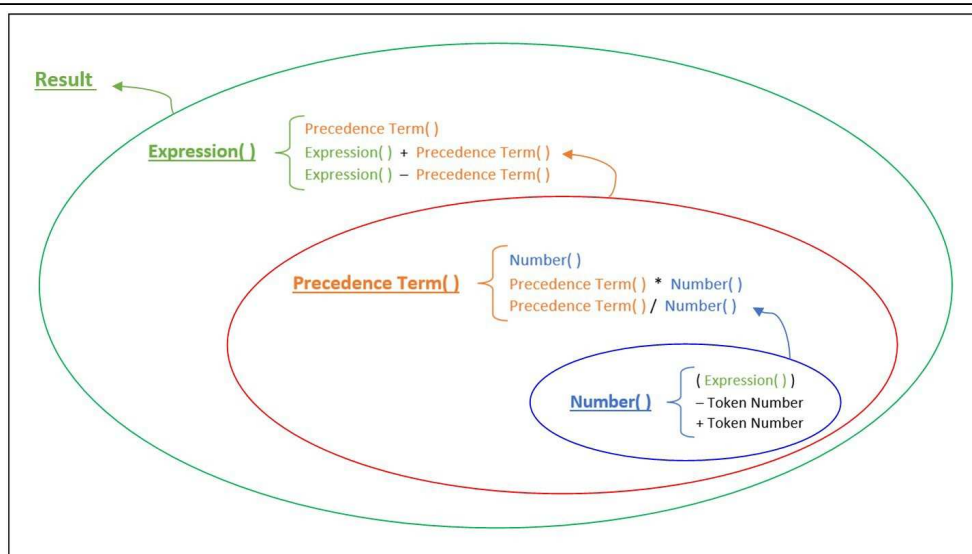 Result
Expression( )
Precedence Term( )
Expression( ) + Precedence Term( )
Expression( ) – Precedence Term( )
Precedence Term( )
Number( )
Precedence Term( ) * Number( )
Precedence Term( ) / Number( )
Number( )
( Expression( ) )
– Token Number
+ Token Number